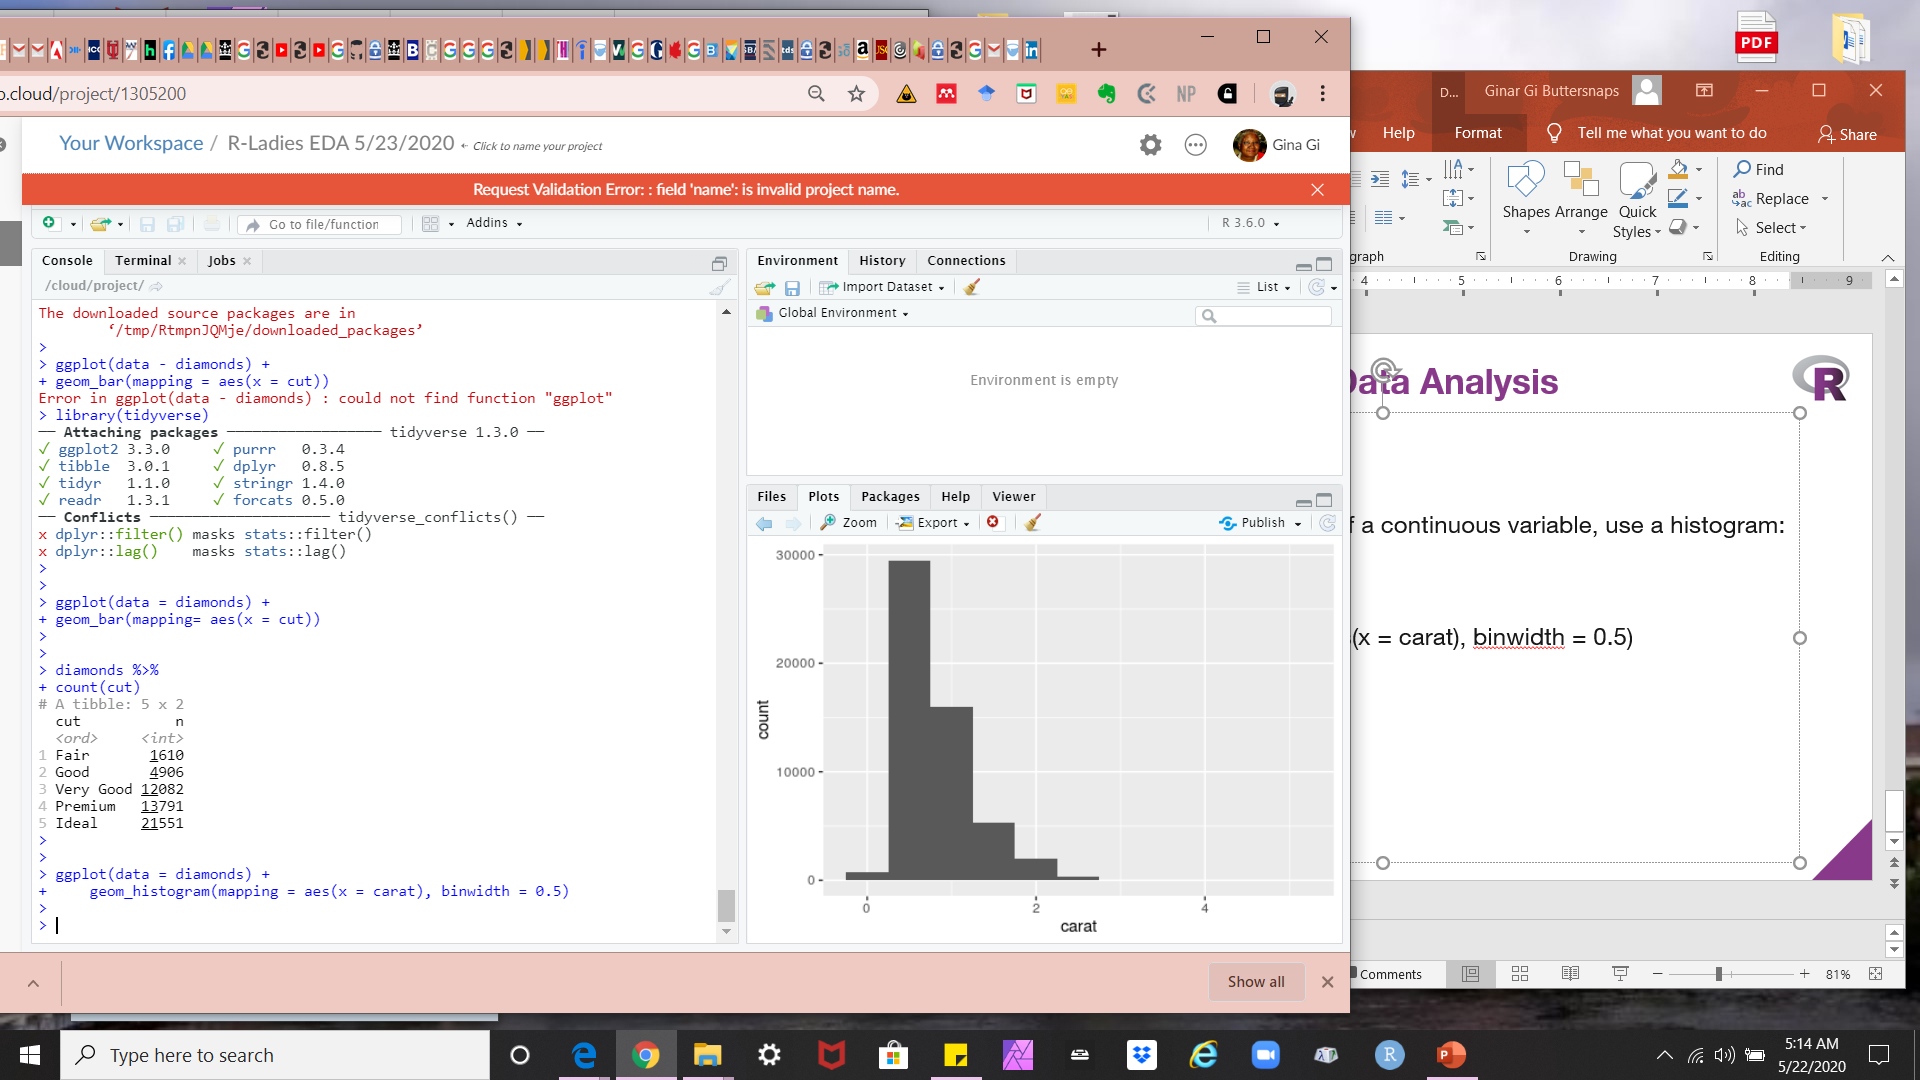 PDF
o.cloud/project/1305200
Your Workspace / R-Ladies EDA 5/23/2020 ← Click to name your project
Gina Gi
Request Validation Error: : field 'name': is invalid project name.
Go to file/function
Addins
R 3.6.0
Console Terminal Jobs
/cloud/project/
The downloaded source packages are in
‘/tmp/RtmpnJQMje/downloaded_packages’
>
> ggplot(data - diamonds) +
+ geom_bar(mapping = aes(x = cut))
Error in ggplot(data - diamonds) : could not find function "ggplot"
> library(tidyverse)
── Attaching packages ────────────────── tidyverse 1.3.0 ──
✓ ggplot2 3.3.0 ✓ purrr 0.3.4
✓ tibble 3.0.1 ✓ dplyr 0.8.5
✓ tidyr 1.1.0 ✓ stringr 1.4.0
✓ readr 1.3.1 ✓ forcats 0.5.0
── Conflicts ───────────────────── tidyverse_conflicts() ──
x dplyr::filter() masks stats::filter()
x dplyr::lag() masks stats::lag()
>
>
> ggplot(data = diamonds) +
+ geom_bar(mapping= aes(x = cut))
>
>
> diamonds %>%
+ count(cut)
# A tibble: 5 x 2
cut n
<ord> <int>
1 Fair 1610
2 Good 4906
3 Very Good 12082
4 Premium 13791
5 Ideal 21551
>
>
> ggplot(data = diamonds) +
+ geom_histogram(mapping = aes(x = carat), binwidth = 0.5)
>
>
Environment History Connections
Import Dataset
List
Global Environment
Environment is empty
Files Plots Packages Help Viewer
Zoom Export Publish
30000
20000
10000
0
count
0 2 4
carat
Show all
D... Ginar Gi Buttersnaps
w Help Format Tell me what you want to do Share
Shapes Arrange Quick Styles
Find
Replace
Select
graph Drawing Editing
4 5 6 7 8 9
Data Analysis
R
f a continuous variable, use a histogram:
(x = carat), binwidth = 0.5)
Comments
81%
Type here to search
5:14 AM
5/22/2020